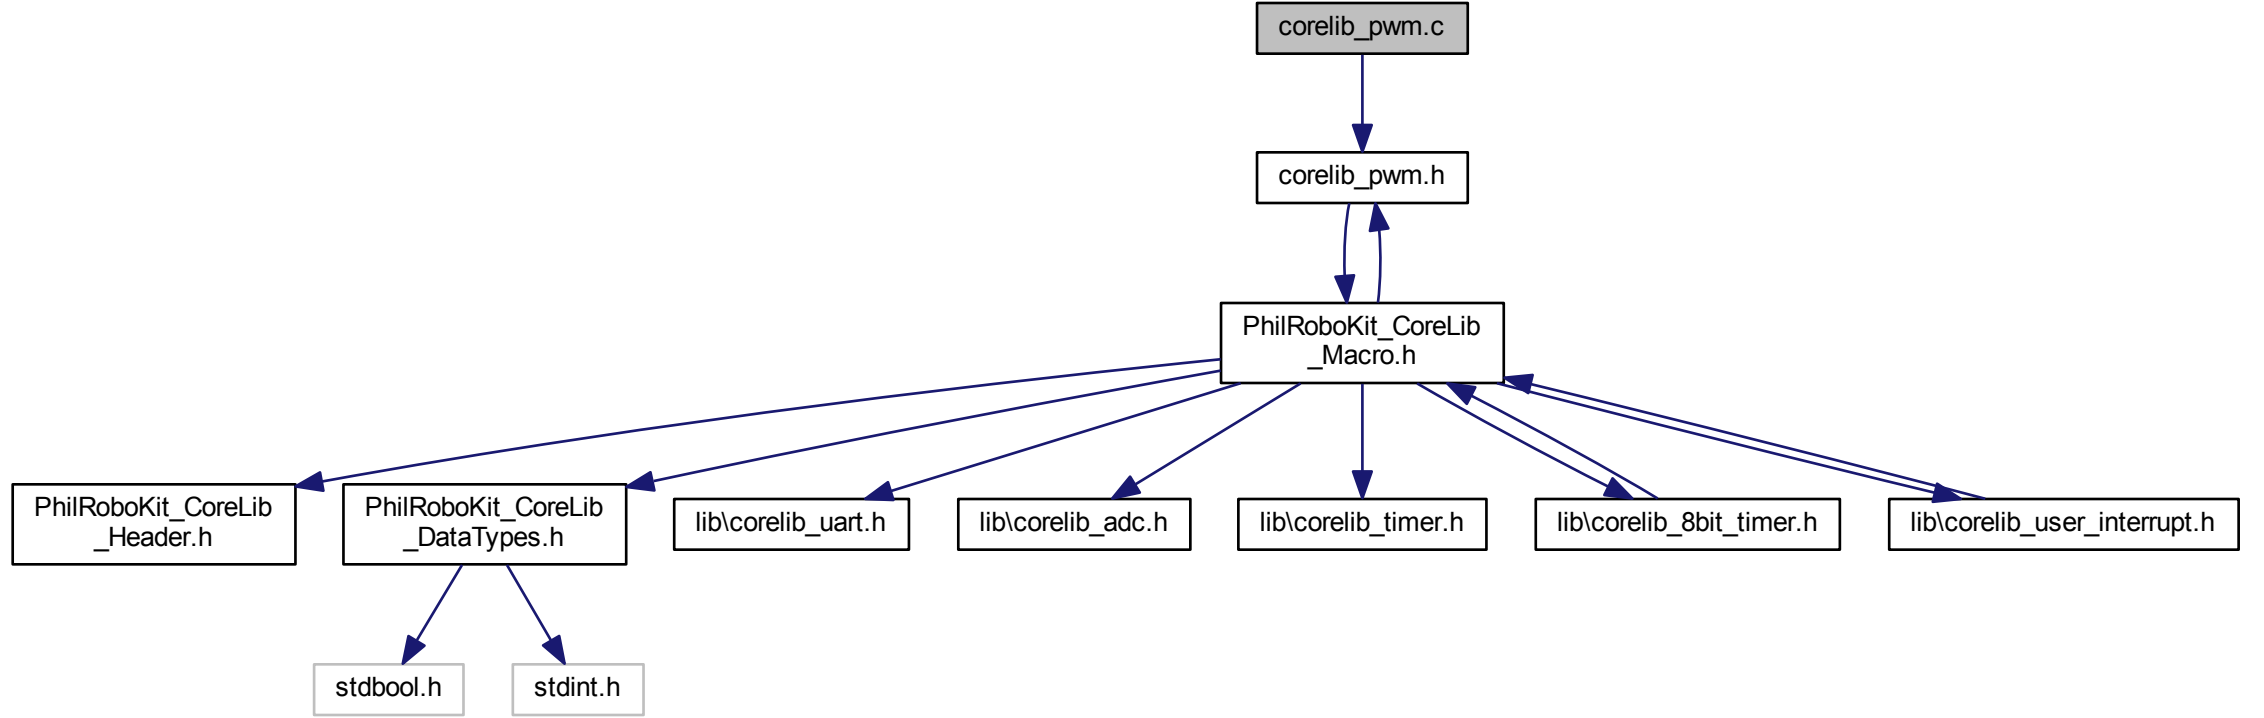 corelib_pwm.c
corelib_pwm.h
PhilRoboKit_CoreLib
_Macro.h
PhilRoboKit_CoreLib
_Header.h
PhilRoboKit_CoreLib
_DataTypes.h
lib\corelib_uart.h
lib\corelib_adc.h
lib\corelib_timer.h
lib\corelib_8bit_timer.h
lib\corelib_user_interrupt.h
stdbool.h
stdint.h